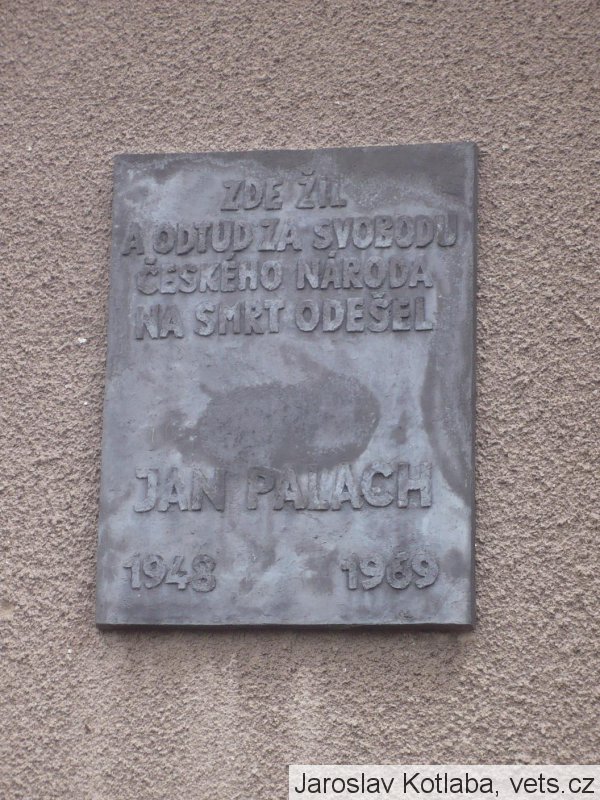 ZDE ŽIL
A ODTUD ZA SVOBODU
ČESKÉHO NÁRODA
NA SMRT ODEŠEL
JAN PALACH
1948 1969
Jaroslav Kotlaba, vets.cz